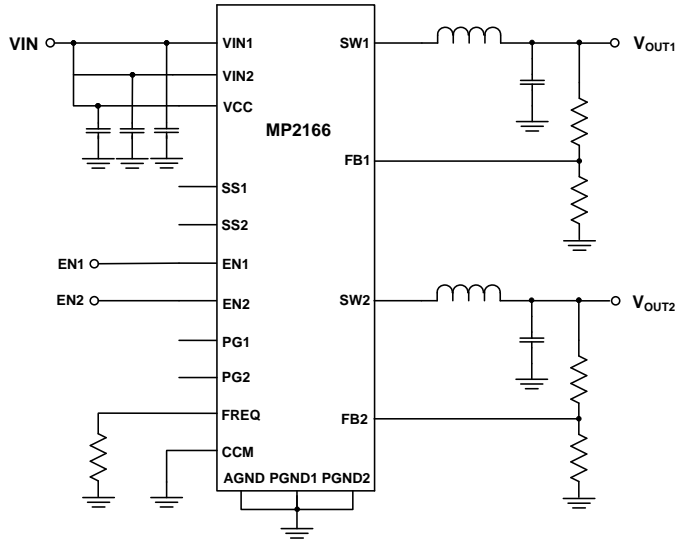 VIN
VIN1
VIN2
VCC
MP2166
SS1
SS2
EN1
EN1
EN2
EN2
PG1
PG2
FREQ
CCM
AGND PGND1 PGND2
SW1
VOUT1
FB1
SW2
VOUT2
FB2